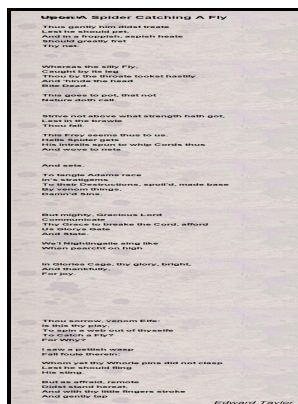 Upon A Spider Catching A Fly
Thus gently him didst treate
Lest he should pet,
And in a froppish, aspish heate
Should greatly fret
Thy net.
Whereas the silly Fly,
Caught by its leg
Thou by the throate tookst hastily
And 'hinde the head
Bite Dead.
This goes to pot, that not
Nature doth call.
Strive not above what strength hath got,
Lest in the brawle
Thou fall.
This Frey seems thus to us.
Hells Spider gets
His intrails spun to whip Cords thus
And wove to nets
And sets.
To tangle Adams race
In's stratigems
To their Destructions, spoil'd, made base
By venom things,
Damn'd Sins.
But mighty, Gracious Lord
Communicate
Thy Grace to breake the Cord, afford
Us Glorys Gate
And State.
We'l Nightingaile sing like
When pearcht on high
In Glories Cage, thy glory, bright,
And thankfully,
For joy.
Thou sorrow, venom Elfe:
Is this thy play,
To spin a web out of thyselfe
To Catch a Fly?
For Why?
I saw a pettish wasp
Fall foule therein:
Whom yet thy Whorle pins did not clasp
Lest he should fling
His sting.
But as affraid, remote
Didst stand hereat,
And with thy little fingers stroke
And gently tap
Edward Taylor